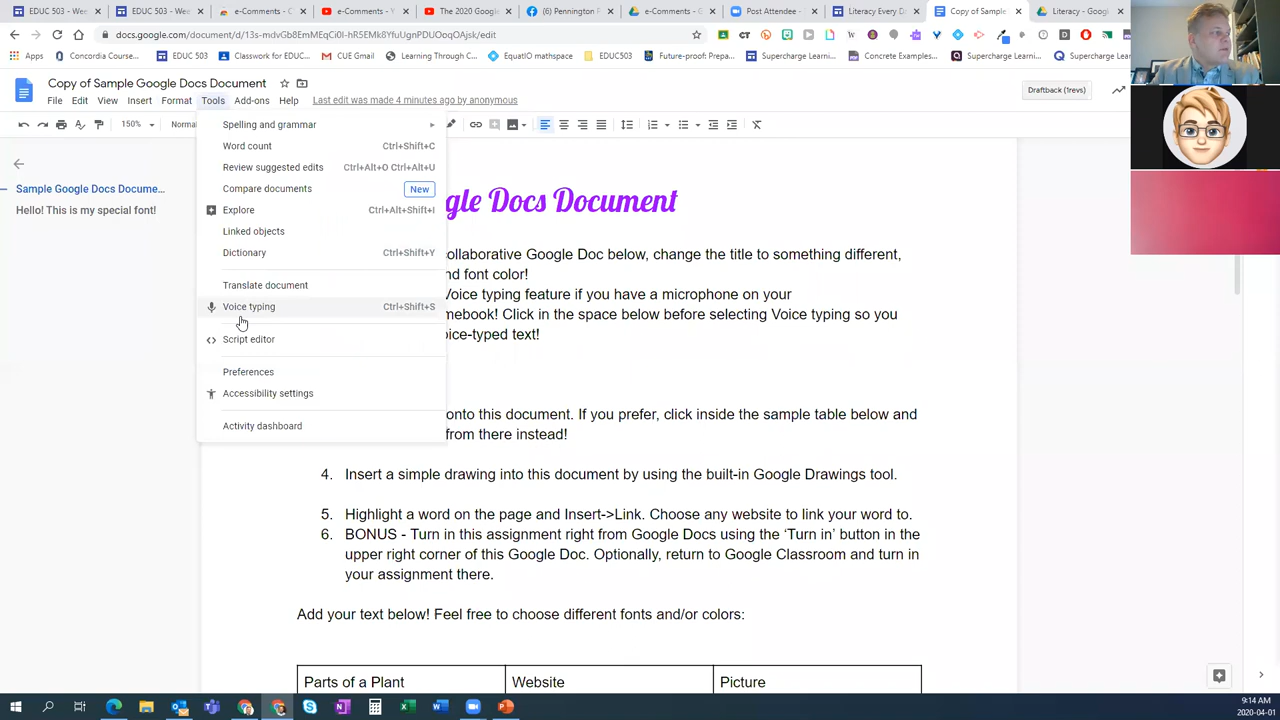 EDUC 503 - Wee
EDUC 503 - Wee
e-Comments - C
e-Comments - Y
The 2020 Google
(6) Pennington P
e-Comments - G
Post Attendee -
Literacy Every D
Copy of Sample
Literacy - Google
docs.google.com/document/d/13s-mdvGb8EmMEqCi0I-hR5EMk8YfuUgnPDUOoqOAjsk/edit
Apps
Concordia Course...
EDUC 503
Classwork for EDUC...
CUE Gmail
Learning Through C...
EquatIO mathematic...
EDUC503
Future-proof: Prepa...
Supercharge Learni...
Concrete Examples...
Supercharge Learni...
Supercharge Learni...
Copy of Sample Google Docs Document
File Edit View Insert Format Tools Add-ons Help
Last edit was made 4 minutes ago by anonymous
Draftback (1revs)
150%
Normal
Spelling and grammar
Word count Ctrl+Shift+C
Review suggested edits Ctrl+Alt+O Ctrl+Alt+U
Compare documents New
Explore Ctrl+Alt+Shift+I
Linked objects
Dictionary Ctrl+Shift+Y
Translate document
Voice typing Ctrl+Shift+S
Script editor
Preferences
Accessibility settings
Activity dashboard
Sample Google Docs Docume...
Hello! This is my special font!
gle Docs Document
ollaborative Google Doc below, change the title to something different,
nd font color!
Voice typing feature if you have a microphone on your
mebook! Click in the space below before selecting Voice typing so you
oice-typed text!
onto this document. If you prefer, click inside the sample table below and
from there instead!
4. Insert a simple drawing into this document by using the built-in Google Drawings tool.
5. Highlight a word on the page and Insert->Link. Choose any website to link your word to.
6. BONUS - Turn in this assignment right from Google Docs using the ‘Turn in’ button in the
upper right corner of this Google Doc. Optionally, return to Google Classroom and turn in
your assignment there.
Add your text below! Feel free to choose different fonts and/or colors:
Parts of a Plant Website Picture
9:14 AM
2020-04-01